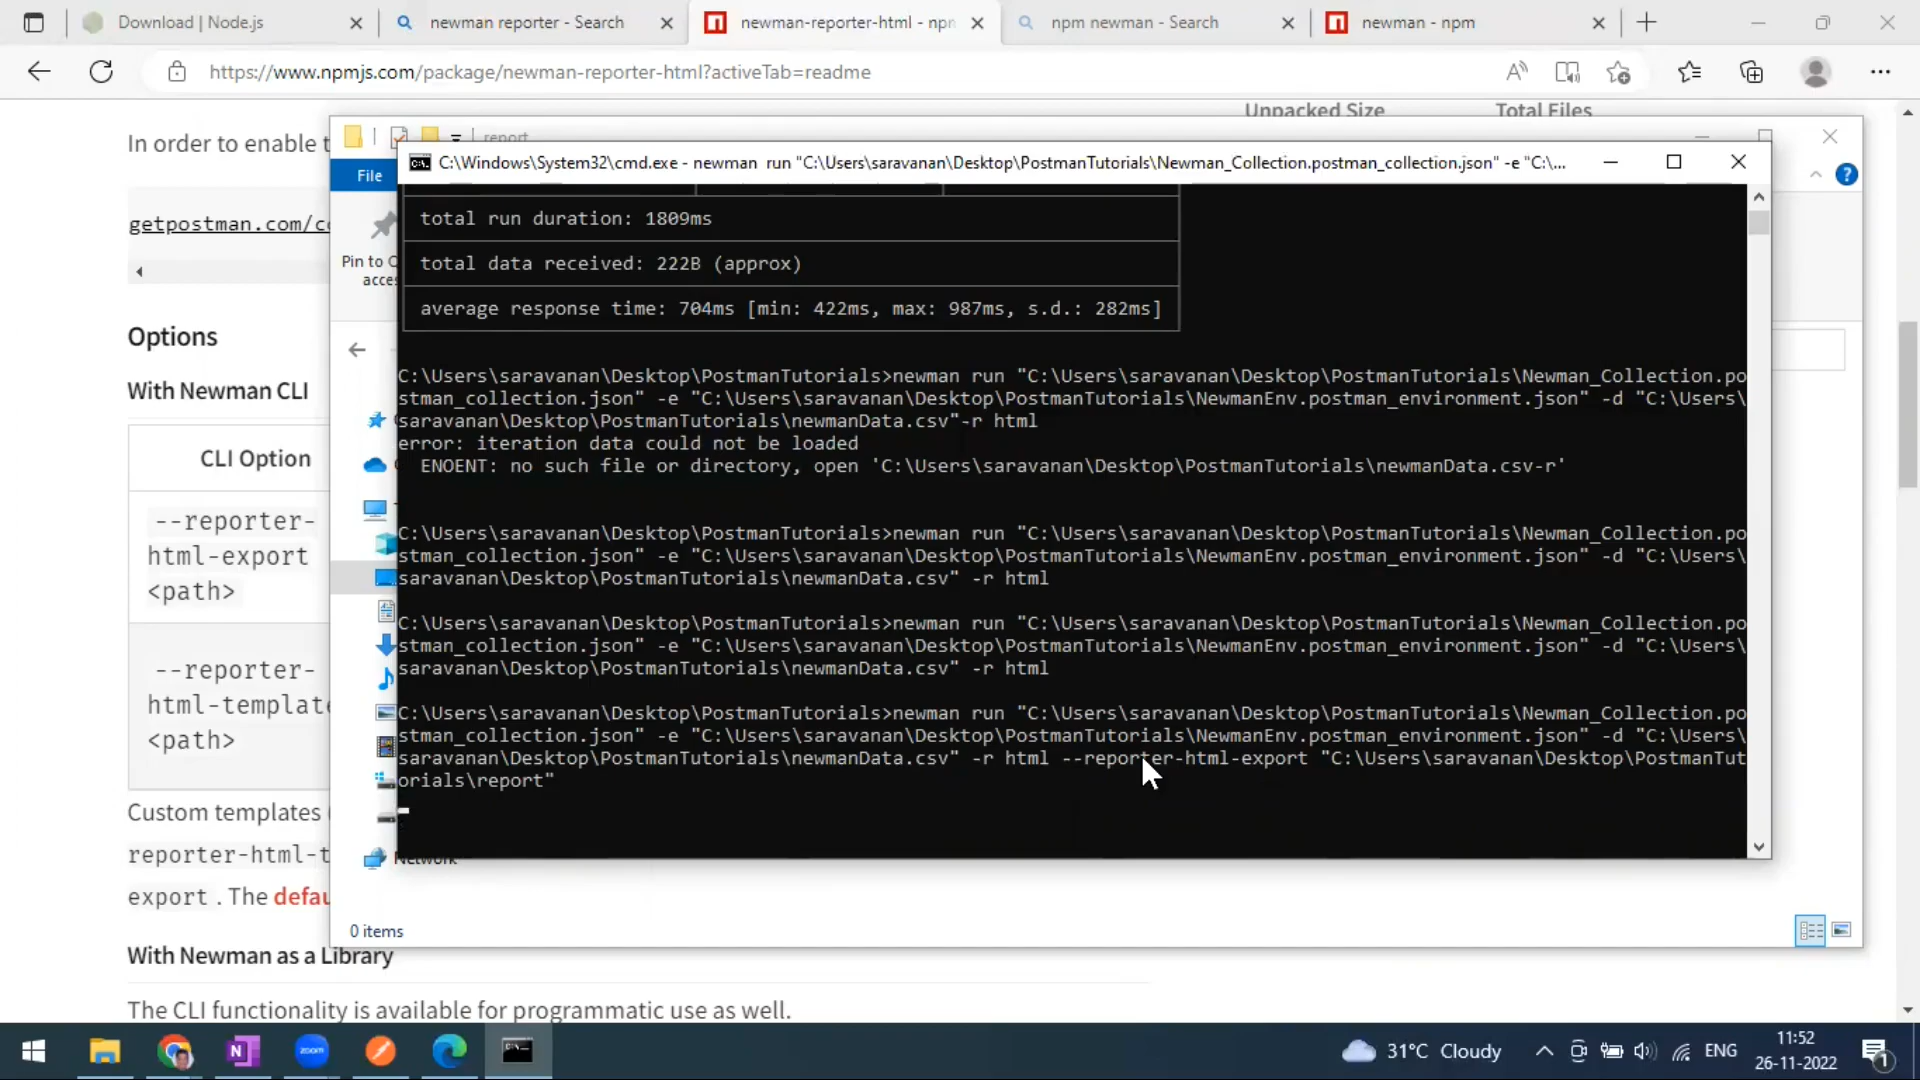 Download | Node.js
newman reporter - Search
newman-reporter-html - npm
npm newman - Search
newman - npm
https://www.npmjs.com/package/newman-reporter-html?activeTab=readme
Unpacked Size
Total Files
In order to enable t
report
C:\Windows\System32\cmd.exe - newman run "C:\Users\saravanan\Desktop\PostmanTutorials\Newman_Collection.postman_collection.json" -e "C:\...
File
getpostman.com/co
Pin to Q
acces
total run duration: 1809ms
total data received: 222B (approx)
average response time: 704ms [min: 422ms, max: 987ms, s.d.: 282ms]
Options
With Newman CLI
C:\Users\saravanan\Desktop\PostmanTutorials>newman run "C:\Users\saravanan\Desktop\PostmanTutorials\Newman_Collection.po
stman_collection.json" -e "C:\Users\saravanan\Desktop\PostmanTutorials\NewmanEnv.postman_environment.json" -d "C:\Users\
saravanan\Desktop\PostmanTutorials\newmanData.csv"-r html
error: iteration data could not be loaded
ENOENT: no such file or directory, open 'C:\Users\saravanan\Desktop\PostmanTutorials\newmanData.csv-r'
CLI Option
--reporter-
html-export
<path>
C:\Users\saravanan\Desktop\PostmanTutorials>newman run "C:\Users\saravanan\Desktop\PostmanTutorials\Newman_Collection.po
stman_collection.json" -e "C:\Users\saravanan\Desktop\PostmanTutorials\NewmanEnv.postman_environment.json" -d "C:\Users\
saravanan\Desktop\PostmanTutorials\newmanData.csv" -r html
C:\Users\saravanan\Desktop\PostmanTutorials>newman run "C:\Users\saravanan\Desktop\PostmanTutorials\Newman_Collection.po
stman_collection.json" -e "C:\Users\saravanan\Desktop\PostmanTutorials\NewmanEnv.postman_environment.json" -d "C:\Users\
saravanan\Desktop\PostmanTutorials\newmanData.csv" -r html
--reporter-
html-template
<path>
C:\Users\saravanan\Desktop\PostmanTutorials>newman run "C:\Users\saravanan\Desktop\PostmanTutorials\Newman_Collection.po
stman_collection.json" -e "C:\Users\saravanan\Desktop\PostmanTutorials\NewmanEnv.postman_environment.json" -d "C:\Users\
saravanan\Desktop\PostmanTutorials\newmanData.csv" -r html --reporter-html-export "C:\Users\saravanan\Desktop\PostmanTut
orials\report"
Network
Custom templates (
reporter-html-t
export . The defau
0 items
With Newman as a Library
The CLI functionality is available for programmatic use as well.
31°C Cloudy
ENG
11:52
26-11-2022
1